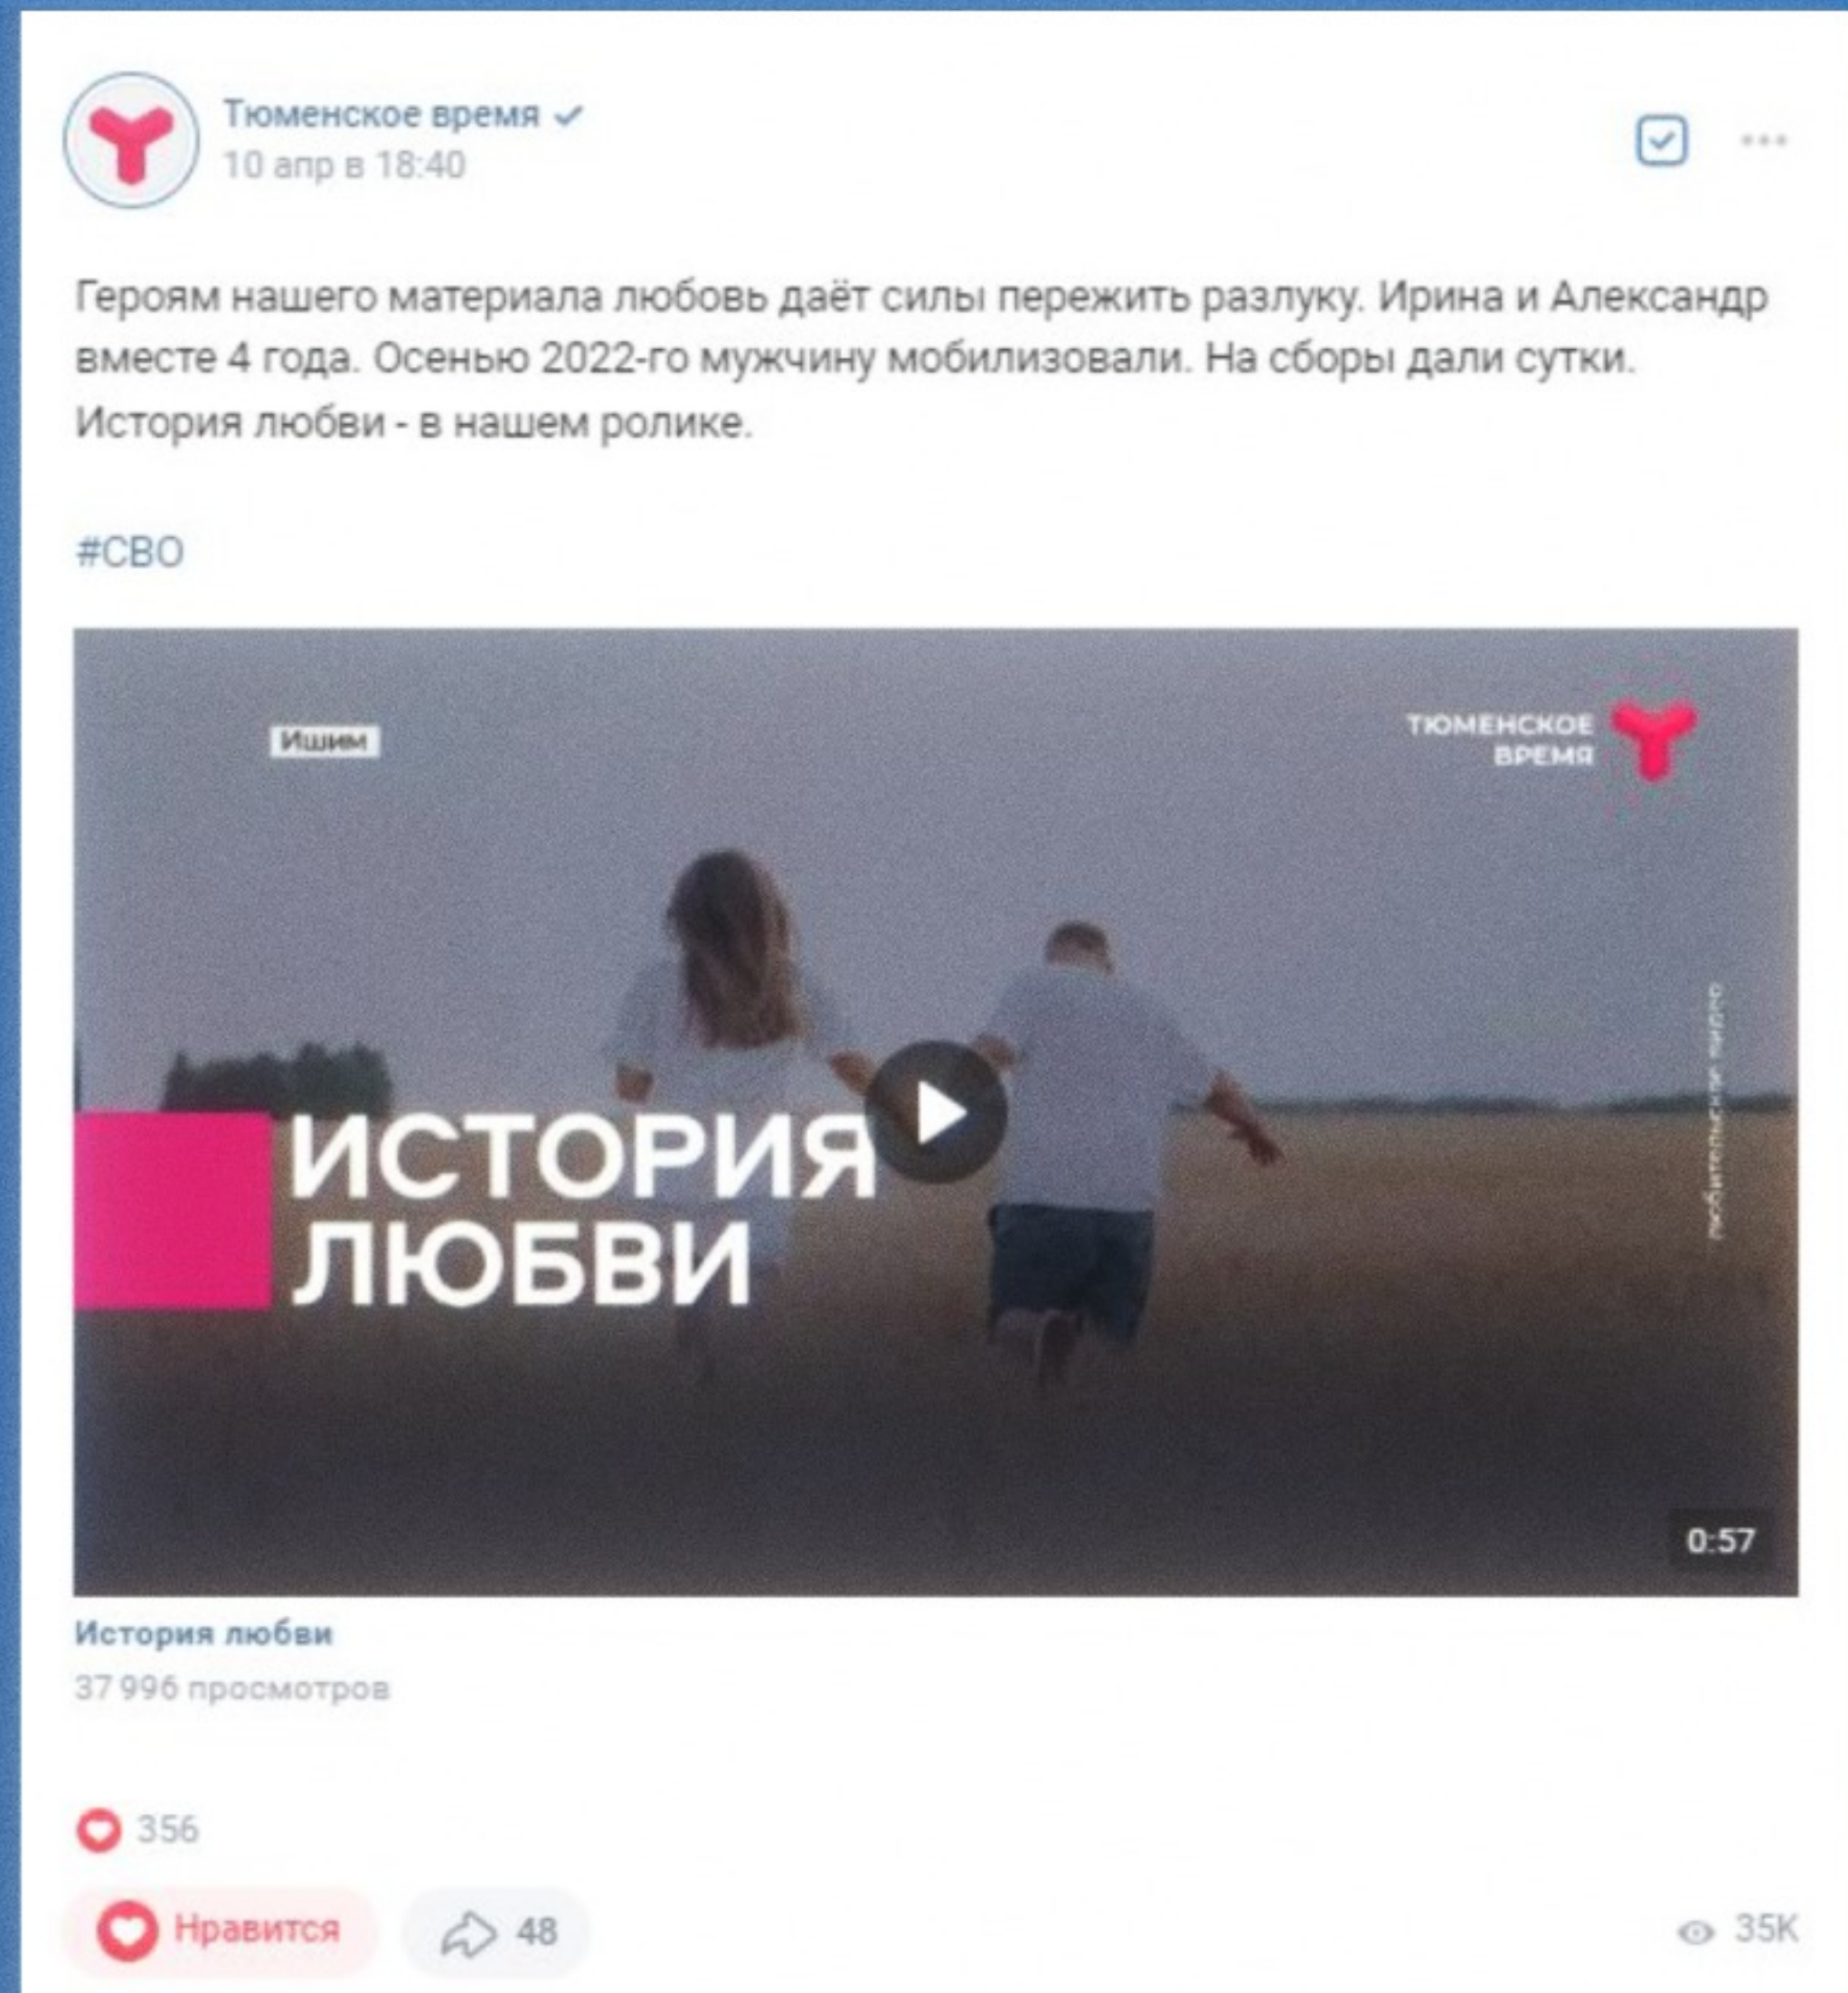 Тюменское время
10 апр в 18:40
Героям нашего материала любовь даёт силы пережить разлуку. Ирина и Александр
вместе 4 года. Осенью 2022-го мужчину мобилизовали. На сборы дали сутки.
История любви - в нашем ролике.
#СВО
Ишим
ТЮМЕНСКОЕ
ВРЕМЯ
любительское видео
ИСТОРИЯ
ЛЮБВИ
0:57
История любви
37 996 просмотров
356
Нравится
48
35K